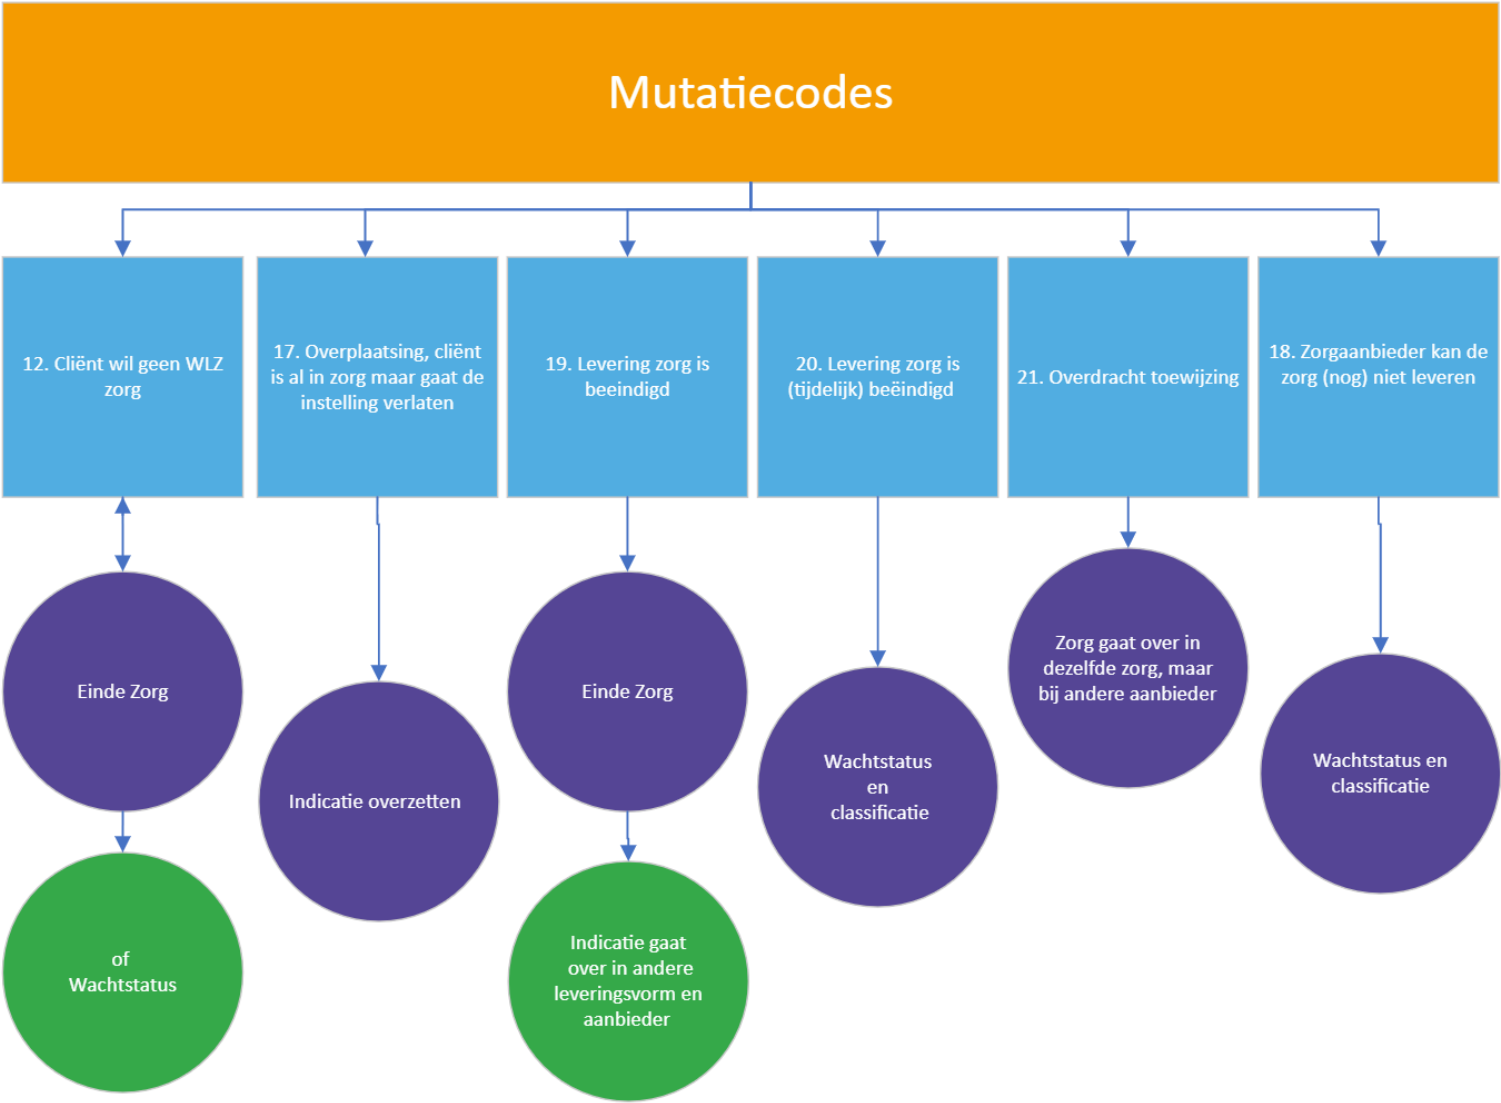 Mutatiecodes
12. Cliënt wil geen WLZ
zorg
17. Overplaatsing, cliënt
is al in zorg maar gaat de
instelling verlaten
19. Levering zorg is
beeindigd
20. Levering zorg is
(tijdelijk) beëindigd
21. Overdracht toewijzing
18. Zorgaanbieder kan de
zorg (nog) niet leveren
Einde Zorg
Indicatie overzetten
Einde Zorg
Wachtstatus
en
classificatie
Zorg gaat over in
dezelfde zorg, maar
bij andere aanbieder
Wachtstatus en
classificatie
of
Wachtstatus
Indicatie gaat
over in andere
leveringsvorm en
aanbieder